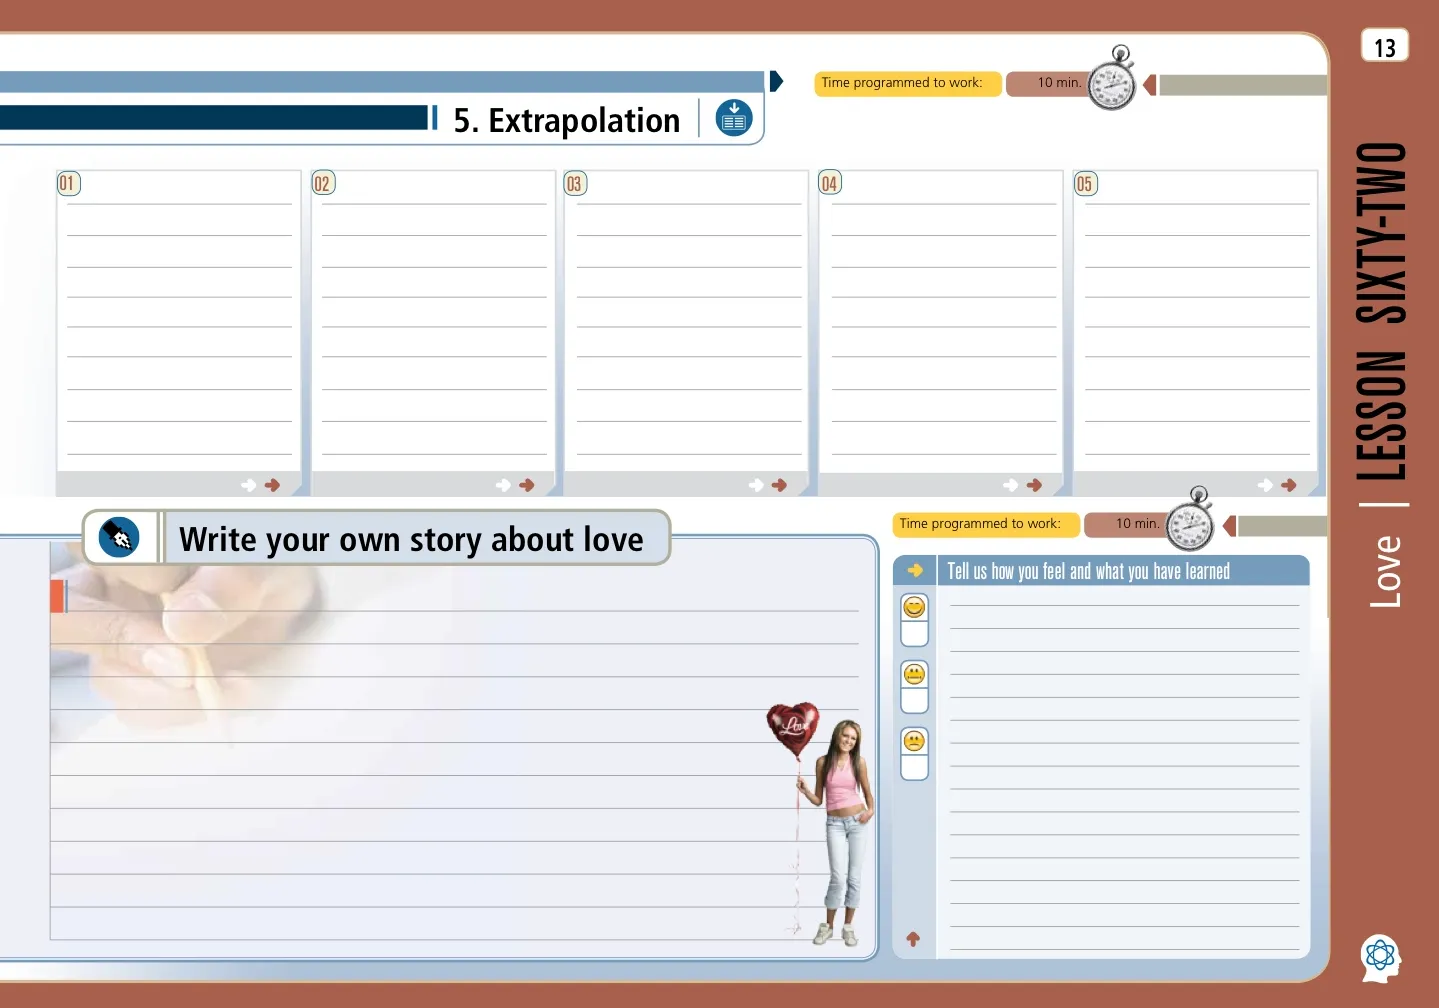 13
Time programmed to work:
10 min.
5. Extrapolation
01
02
03
04
05
LESSON SIXTY-TWO | Love
Write your own story about love
Time programmed to work:
10 min.
Tell us how you feel and what you have learned
Love